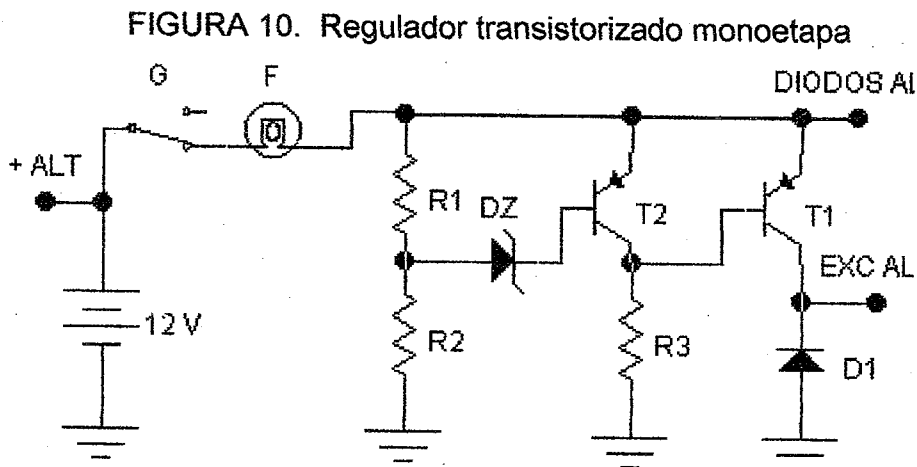 FIGURA 10. Regulador transistorizado monoetapa
G
F
DIODOS AL
+ ALT
R1
DZ
T2
T1
EXC AL
12 V
R2
R3
D1